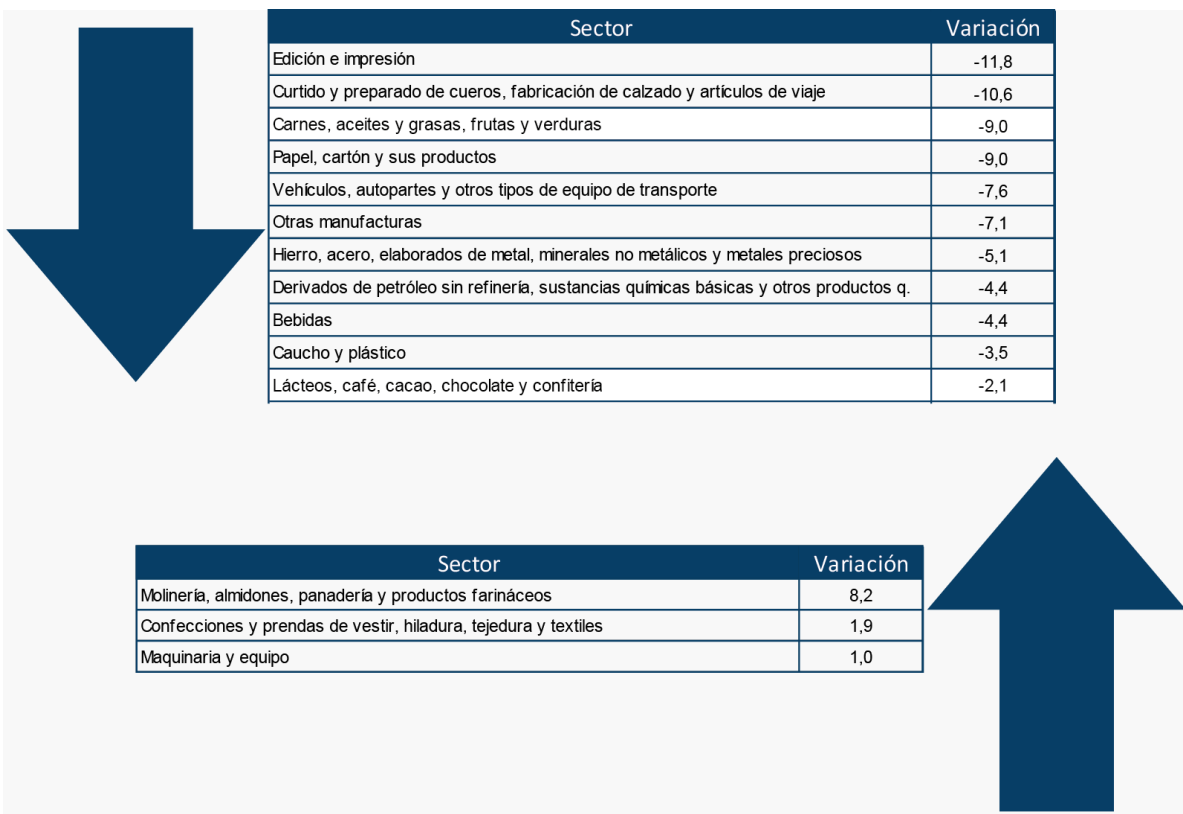 Sector Variación
Edición e impresión -11,8
Curtido y preparado de cueros, fabricación de calzado y artículos de viaje -10,6
Carnes, aceites y grasas, frutas y verduras -9,0
Papel, cartón y sus productos -9,0
Vehículos, autopartes y otros tipos de equipo de transporte -7,6
Otras manufacturas -7,1
Hierro, acero, elaborados de metal, minerales no metálicos y metales preciosos -5,1
Derivados de petróleo sin refinería, sustancias químicas básicas y otros productos q. -4,4
Bebidas -4,4
Caucho y plástico -3,5
Lácteos, café, cacao, chocolate y confitería -2,1
Sector Variación
Molinería, almidones, panadería y productos farináceos 8,2
Confecciones y prendas de vestir, hiladura, tejedura y textiles 1,9
Maquinaria y equipo 1,0